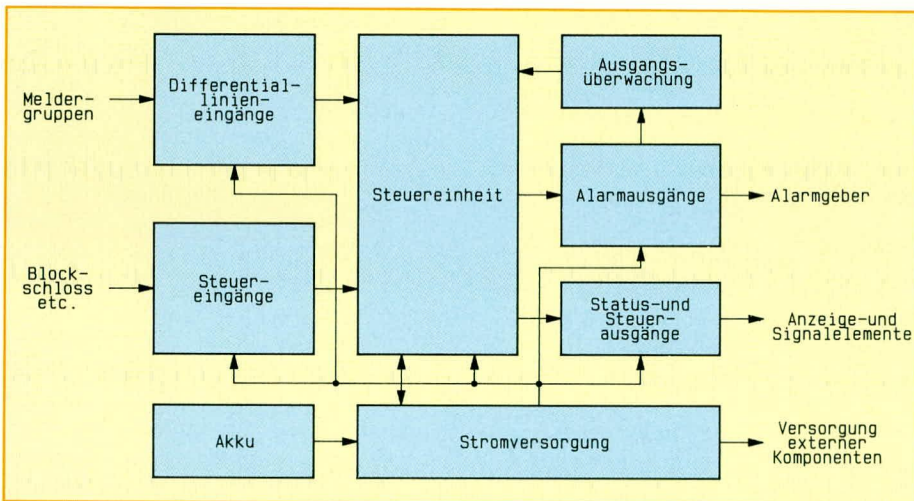 Melder-
gruppen
Differential-
linien-
eingänge
Steuereinheit
Ausgangs-
überwachung
Alarmausgänge
Alarmgeber
Block-
schloss
etc.
Steuer-
eingänge
Status-und
Steuer-
ausgänge
Anzeige-und
Signalelemente
Akku
Stromversorgung
Versorgung
externer
Komponenten